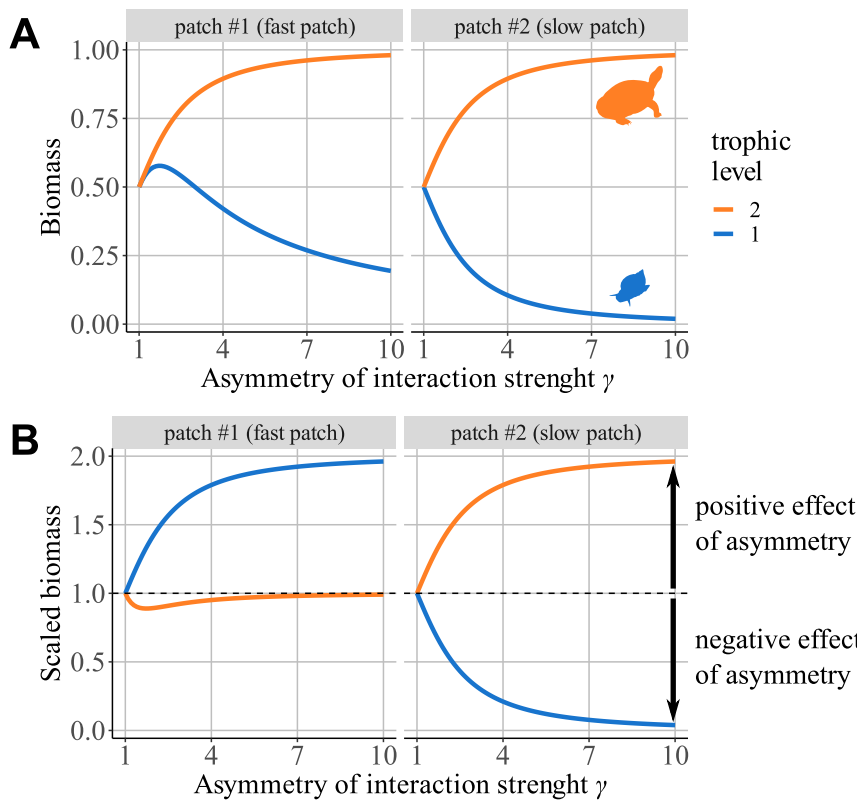 A
patch #1 (fast patch)
patch #2 (slow patch)
1.00
0.75
0.50
0.25
0.00
Biomass
1 4 7 10
1 4 7 10
Asymmetry of interaction strenght γ
trophic
level
2
1
B
patch #1 (fast patch)
patch #2 (slow patch)
2.0
1.5
1.0
0.5
0.0
Scaled biomass
1 4 7 10
1 4 7 10
Asymmetry of interaction strenght γ
positive effect
of asymmetry
negative effect
of asymmetry